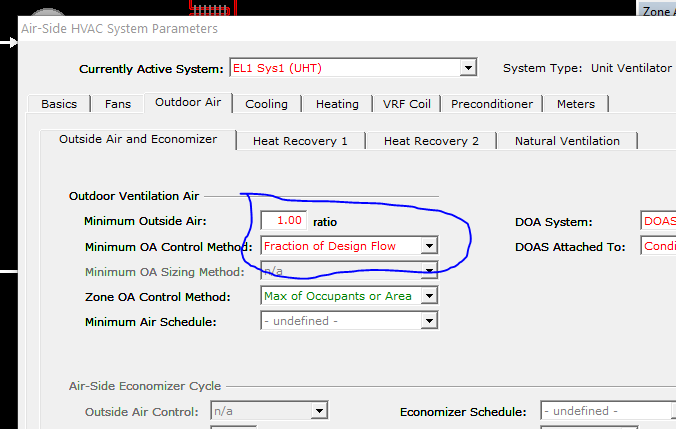 Zone A
Air-Side HVAC System Parameters
Currently Active System: EL1 Sys1 (UHT) System Type: Unit Ventilator
Basics Fans Outdoor Air Cooling Heating VRF Coil Preconditioner Meters
Outside Air and Economizer Heat Recovery 1 Heat Recovery 2 Natural Ventilation
Outdoor Ventilation Air
Minimum Outside Air: 1.00 ratio DOA System: DOAS
Minimum OA Control Method: Fraction of Design Flow DOAS Attached To: Condi
Minimum OA Sizing Method: n/a
Zone OA Control Method: Max of Occupants or Area
Minimum Air Schedule: - undefined -
Air-Side Economizer Cycle
Outside Air Control: n/a Economizer Schedule: - undefined -